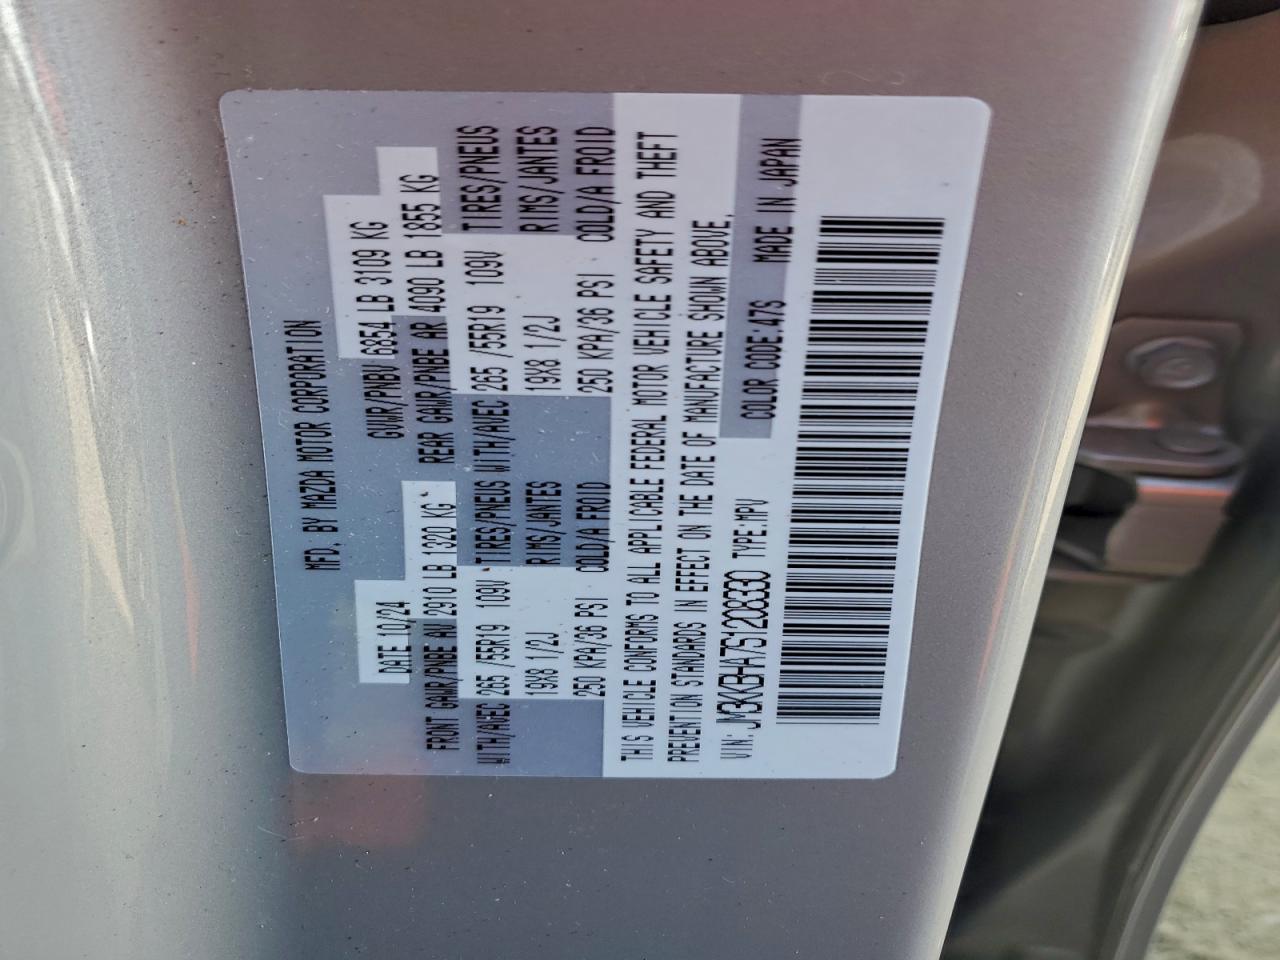 MFD. BY MAZDA MOTOR CORPORATION
DATE 10/24 GVWR/PNBV 6854 LB 3109 KG
FRONT GAWR/PNBE AV 2910 LB 1320 KG REAR GAWR/PNBE AR 4090 LB 1855 KG
WITH/AVEC 265 /55R19 109V TIRES/PNEUS WITH/AVEC 265 /55R19 109V TIRES/PNEUS
19X8 1/2J RIMS/JANTES 19X8 1/2J RIMS/JANTES
250 KPA/36 PSI COLD/A FROID 250 KPA/36 PSI COLD/A FROID
THIS VEHICLE CONFORMS TO ALL APPLICABLE FEDERAL MOTOR VEHICLE SAFETY AND THEFT
PREVENTION STANDARDS IN EFFECT ON THE DATE OF MANUFACTURE SHOWN ABOVE.
VIN: JM3KKBHA7S1208330 TYPE:MPV COLOR CODE:47S MADE IN JAPAN